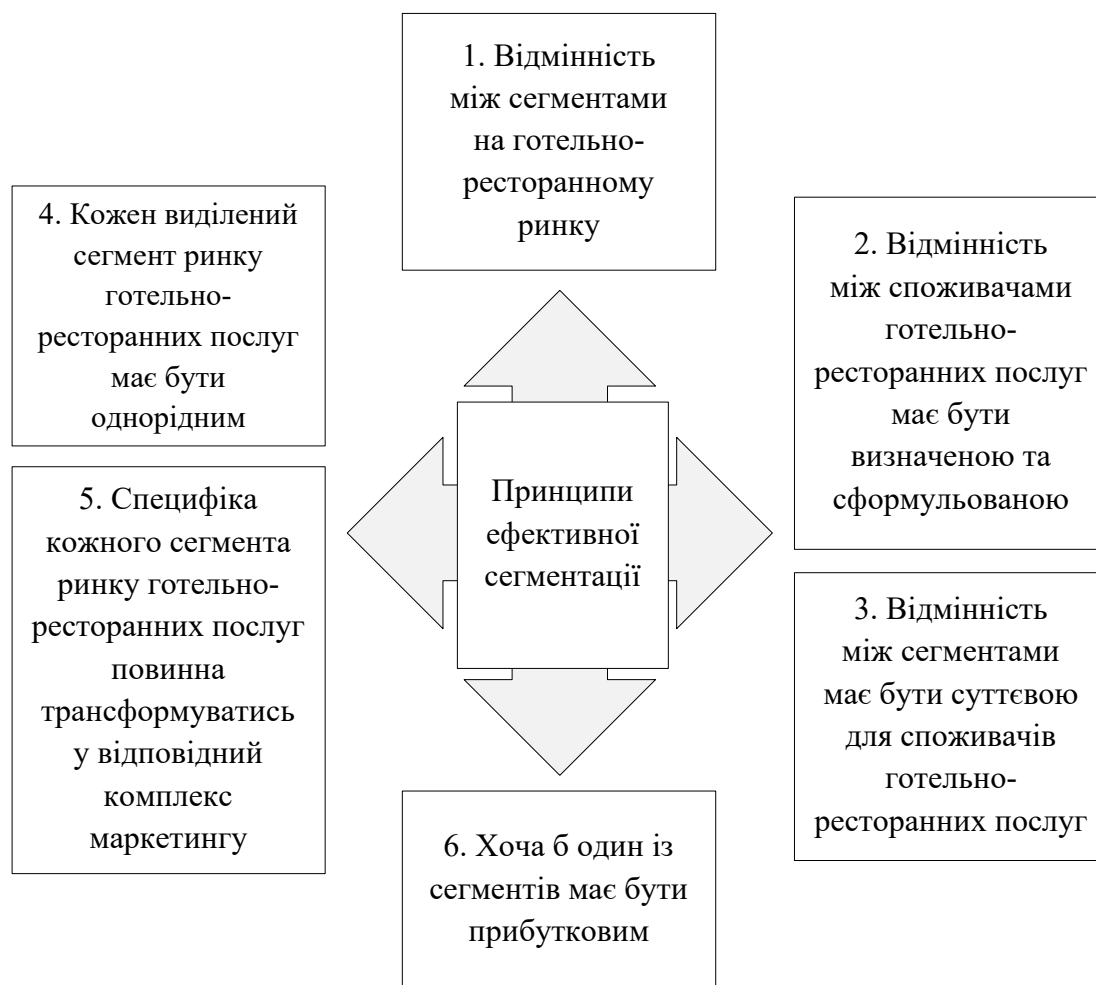 1. Відмінність
між сегментами
на готельно-
ресторанному
ринку
4. Кожен виділений
сегмент ринку
готельно-
ресторанних послуг
має бути
однорідним
2. Відмінність
між споживачами
готельно-
ресторанних послуг
має бути
визначеною та
сформульованою
Принципи
ефективної
сегментації
5. Специфіка
кожного сегмента
ринку готельно-
ресторанних послуг
повинна
трансформуватись
у відповідний
комплекс
маркетингу
3. Відмінність
між сегментами
має бути суттєвою
для споживачів
готельно-
ресторанних послуг
6. Хоча б один із
сегментів має бути
прибутковим